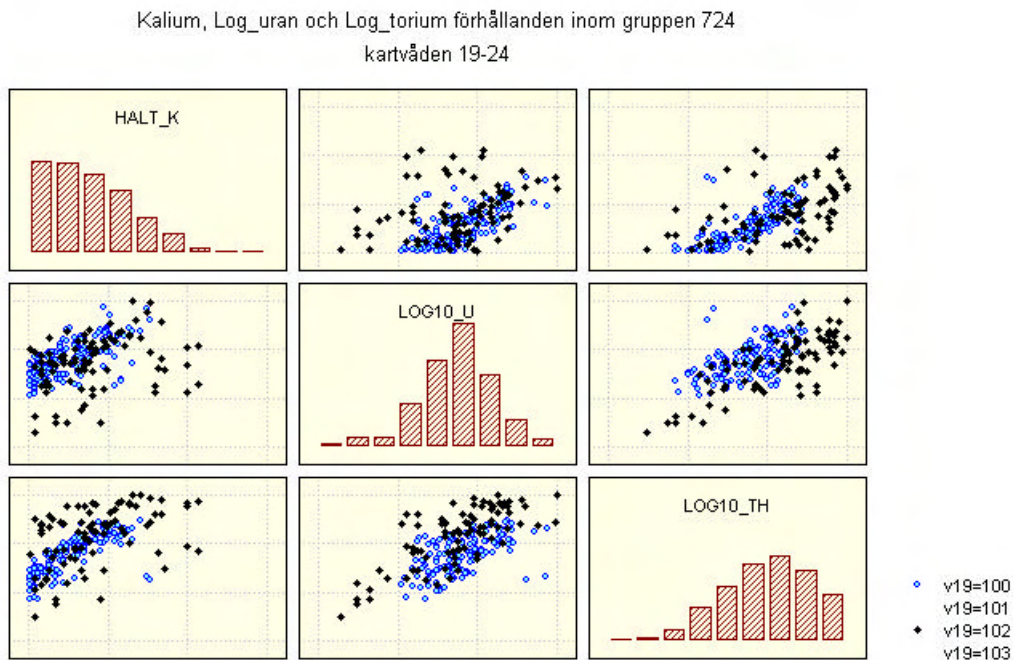 Kalium, Log_uran och Log_torium förhållanden inom gruppen 724
kartvåden 19-24
HALT_K
LOG10_U
LOG10_TH
v19=100
v19=101
v19=102
v19=103